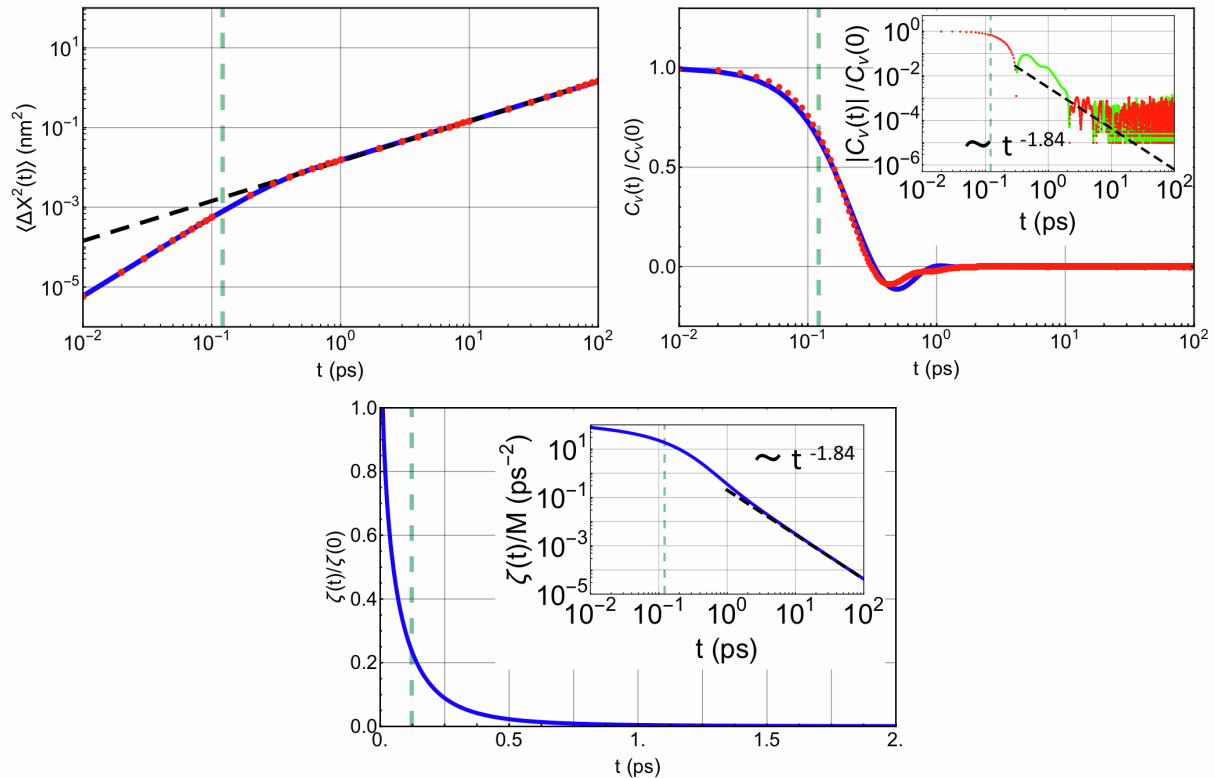 10¹
10⁻¹
10⁻³
10⁻⁵
⟨ΔX²(t)⟩ (nm²)
10⁻² 10⁻¹ 10⁰ 10¹ 10²
t (ps)
1.0
0.5
0.0
C_v(t) /C_v(0)
10⁻² 10⁻¹ 10⁰ 10¹ 10²
t (ps)
10⁰
10⁻²
10⁻⁴
10⁻⁶
|C_v(t)| /C_v(0)
~ t ⁻¹·⁸⁴
10⁻² 10⁻¹ 10⁰ 10¹ 10²
t (ps)
1.0
0.8
0.6
0.4
0.2
0.0
ζ(t)/ζ(0)
0. 0.5 1. 1.5 2.
t (ps)
10¹
10⁻¹
10⁻³
10⁻⁵
ζ(t)/M (ps⁻²)
~ t ⁻¹·⁸⁴
10⁻² 10⁻¹ 10⁰ 10¹ 10²
t (ps)